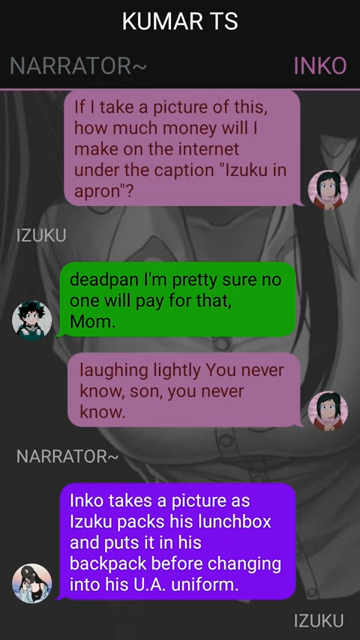 KUMAR TS
NARRATOR~ INKO
If I take a picture of this,
how much money will I
make on the internet
under the caption "Izuku in
apron"?
IZUKU
deadpan I'm pretty sure no
one will pay for that,
Mom.
laughing lightly You never
know, son, you never
know.
NARRATOR~
Inko takes a picture as
Izuku packs his lunchbox
and puts it in his
backpack before changing
into his U.A. uniform.
IZUKU